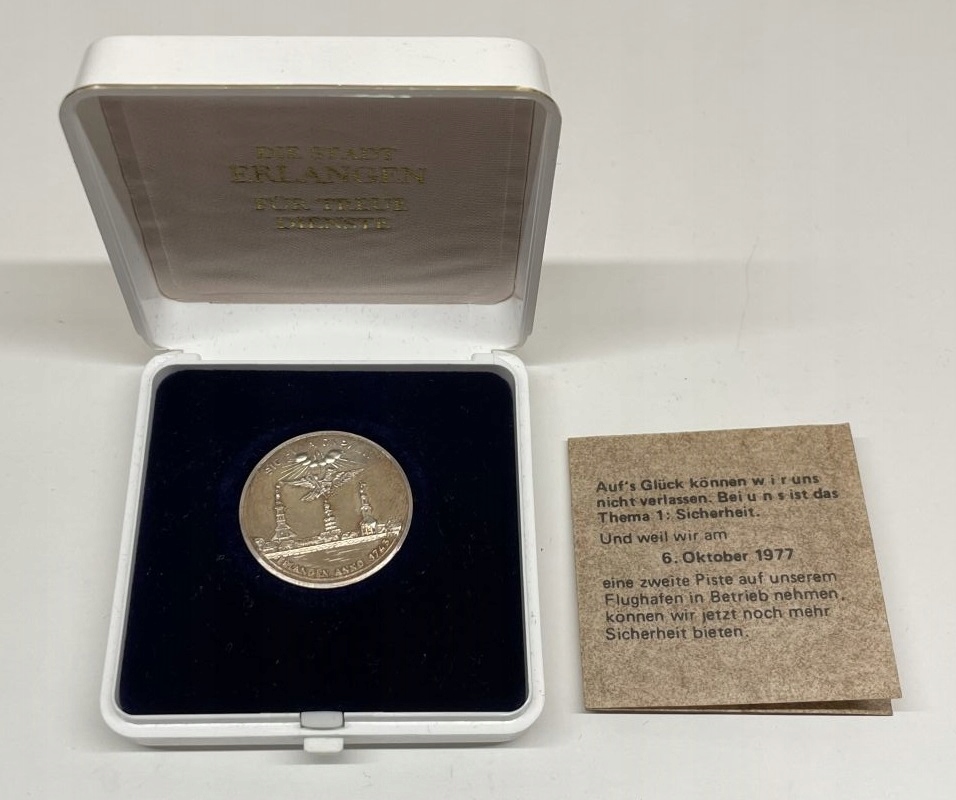 DIE STADT
ERLANGEN
FÜR TREUE
DIENSTE
ERLANGEN ANNO 1743
Auf's Glück können w i r uns
nicht verlassen. Bei u n s ist das
Thema 1: Sicherheit.
Und weil wir am
6. Oktober 1977
eine zweite Piste auf unserem
Flughafen in Betrieb nehmen,
können wir jetzt noch mehr
Sicherheit bieten.